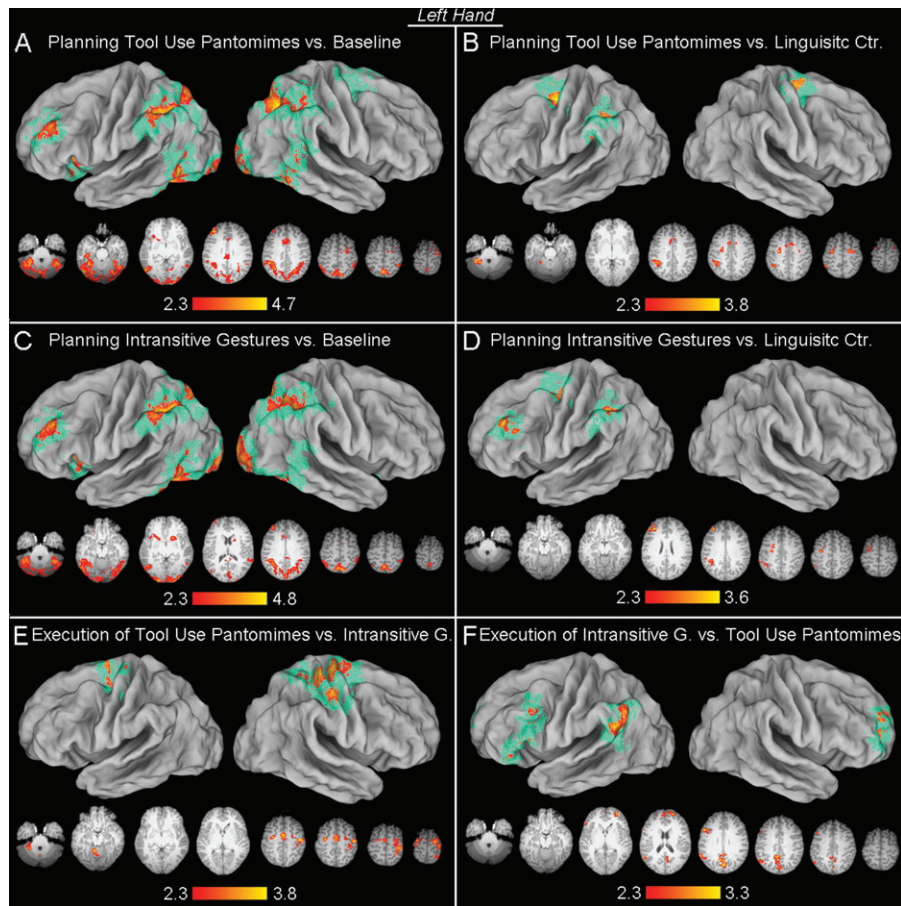 Left Hand
A Planning Tool Use Pantomimes vs. Baseline
B Planning Tool Use Pantomimes vs. Linguisitc Ctr.
2.3 4.7
2.3 3.8
C Planning Intransitive Gestures vs. Baseline
D Planning Intransitive Gestures vs. Linguisitc Ctr.
2.3 4.8
2.3 3.6
E Execution of Tool Use Pantomimes vs. Intransitive G.
F Execution of Intransitive G. vs. Tool Use Pantomimes
2.3 3.8
2.3 3.3